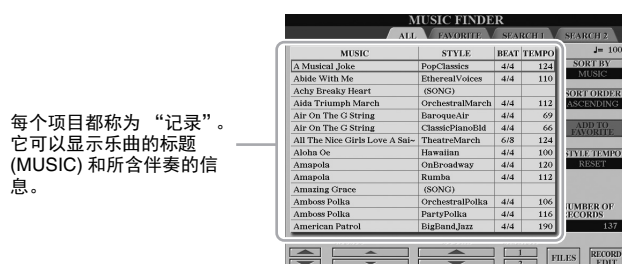 MUSIC FINDER
ALL FAVORITE SEARCH 1 SEARCH 2
MUSIC STYLE BEAT TEMPO
A Musical Joke PopClassics 4/4 124
Abide With Me EtherealVoices 4/4 110
Achy Breaky Heart (SONG)
Aida Triumph March OrchestralMarch 4/4 112
Air On The G String BaroqueAir 4/4 69
Air On The G String ClassicPianoBld 4/4 66
All The Nice Girls Love A Sai~ TheatreMarch 6/8 124
Aloha Oe Hawaiian 4/4 100
Amapola OnBroadway 4/4 120
Amapola Rumba 4/4 112
Amazing Grace (SONG)
Amboss Polka OrchestralPolka 4/4 106
Amboss Polka PartyPolka 4/4 116
American Patrol BigBandJazz 4/4 190
♩= 100
SORT BY
MUSIC
SORT ORDER
ASCENDING
ADD TO
FAVORITE
STYLE TEMPO
RESET
NUMBER OF
RECORDS
137
1
2
FILES
RECORD
EDIT
每个项目都称为 “记录”。
它可以显示乐曲的标题
(MUSIC) 和所含伴奏的信
息。